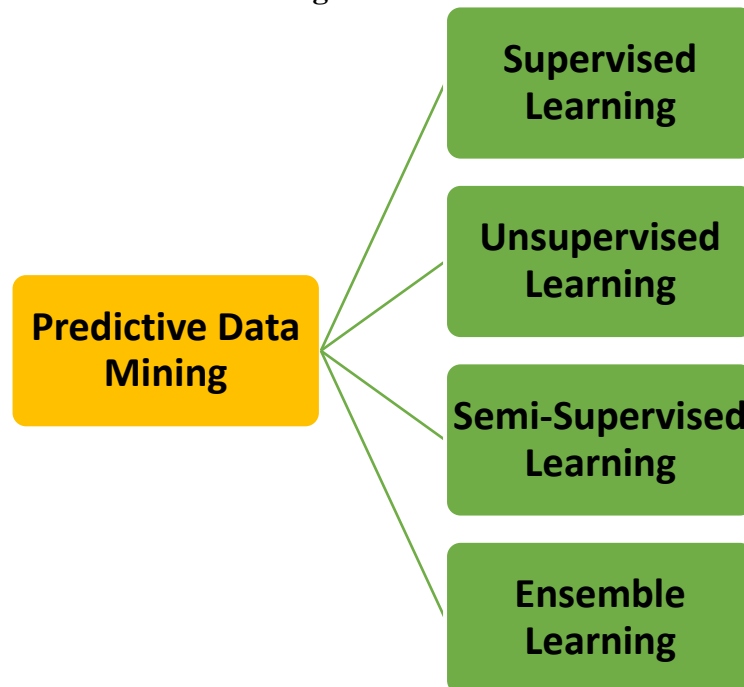 Predictive Data
Mining
Supervised
Learning
Unsupervised
Learning
Semi-Supervised
Learning
Ensemble
Learning